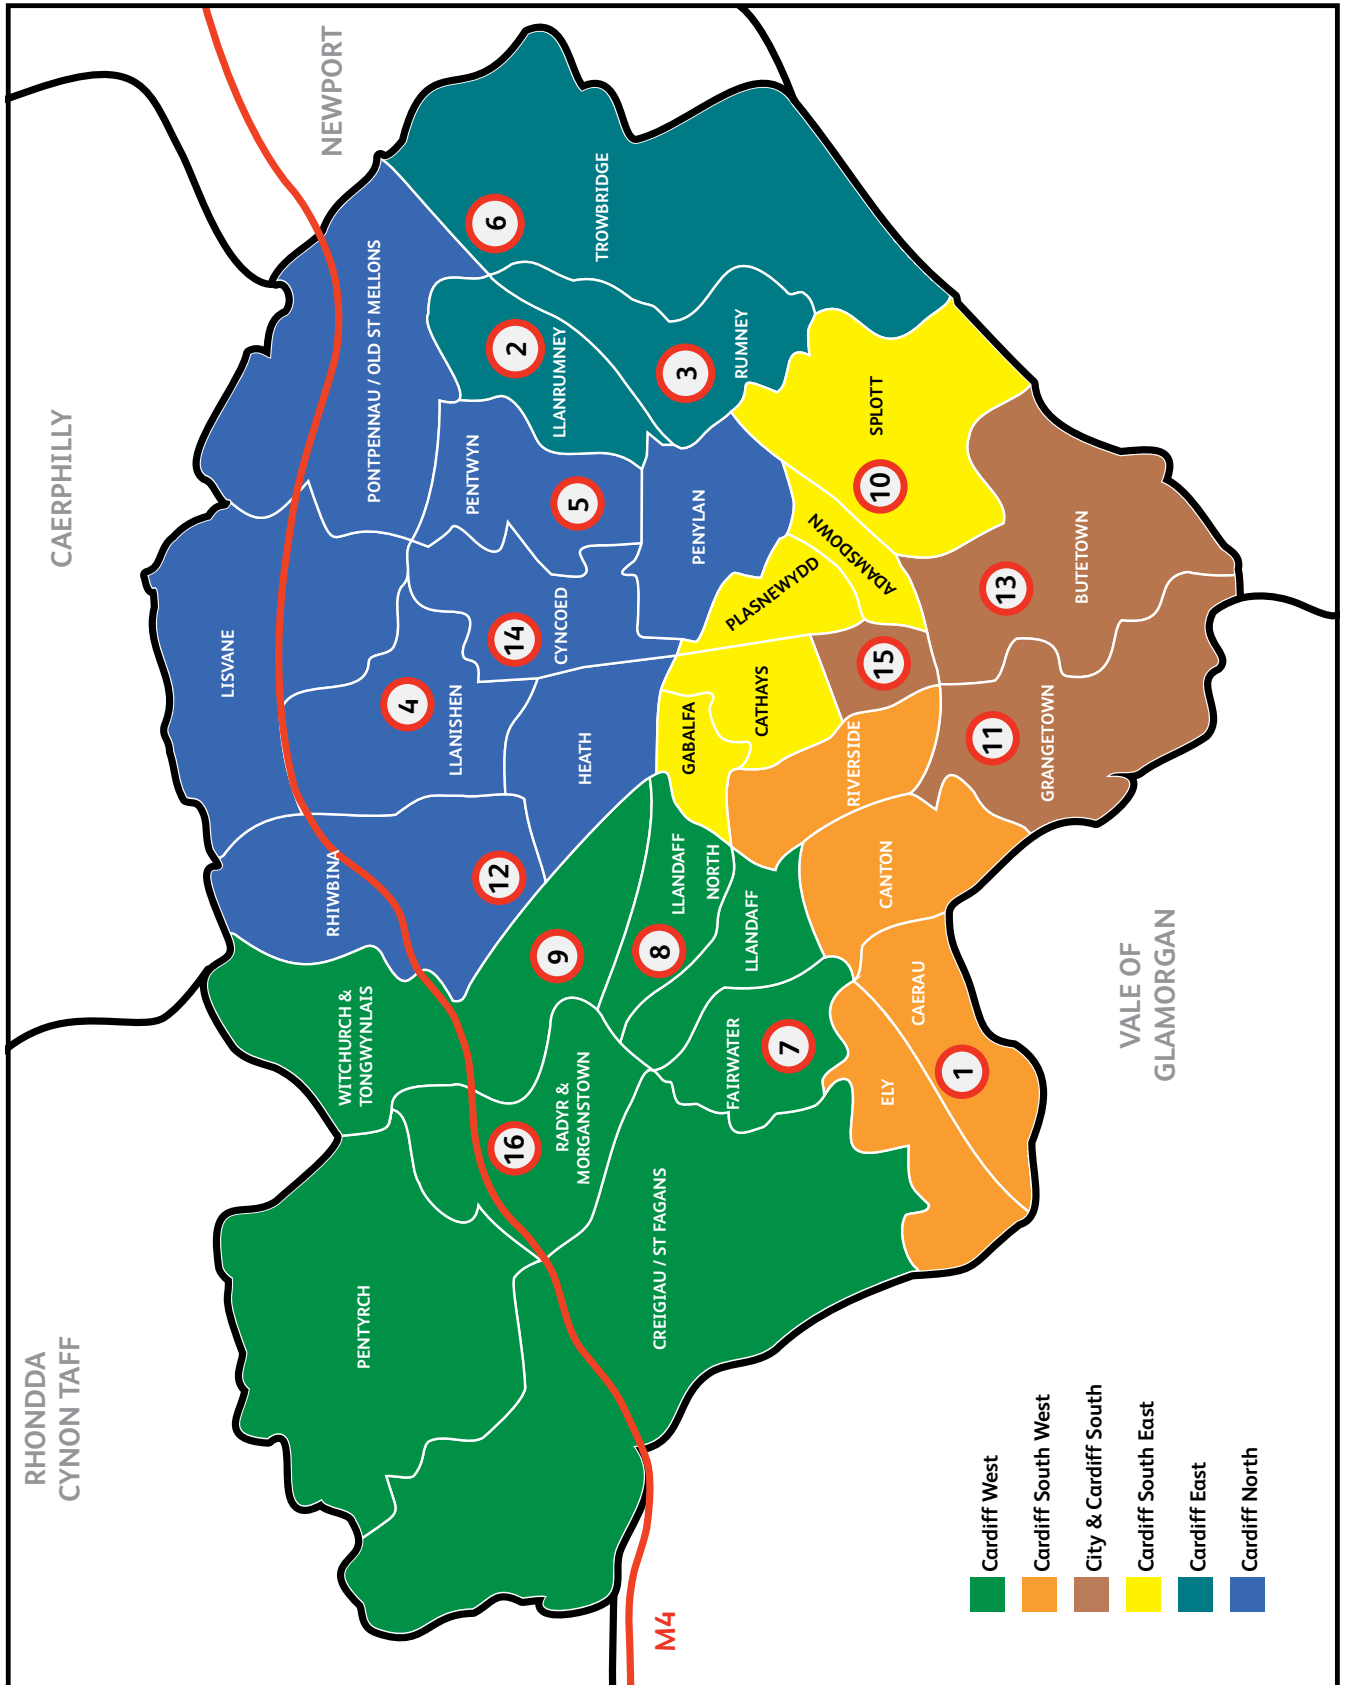 RHONDDA
CYNON TAFF
CAERPHILLY
NEWPORT
VALE OF
GLAMORGAN
M4
PENTYRCH
CREIGIAU / ST FAGANS
WITCHURCH &
TONGWYNLAIS
RADYR &
MORGANSTOWN
16
9
8
LLANDAFF
NORTH
LLANDAFF
FAIRWATER
7
ELY
CAERAU
1
CANTON
RIVERSIDE
RHIWBINA
12
LISVANE
LLANISHEN
4
HEATH
CYNCOED
14
PONTPENNAU / OLD ST MELLONS
PENTWYN
5
PENYLAN
LLANRUMNEY
2
RUMNEY
3
TROWBRIDGE
6
GABALFA
CATHAYS
PLASNEWYDD
ADAMSDOWN
SPLOTT
10
15
GRANGETOWN
11
BUTETOWN
13
Cardiff West
Cardiff South West
City & Cardiff South
Cardiff South East
Cardiff East
Cardiff North